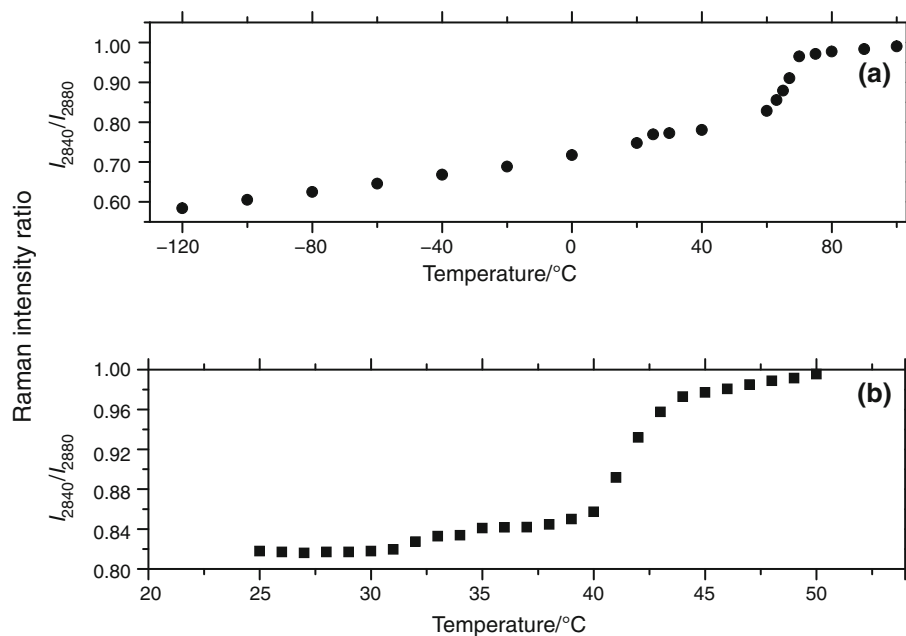 Raman intensity ratio
I2840/I2880
1.00
0.90
0.80
0.70
0.60
(a)
−120 −80 −40 0 40 80
Temperature/°C
I2840/I2880
1.00
0.96
0.92
0.88
0.84
0.80
(b)
20 25 30 35 40 45 50
Temperature/°C